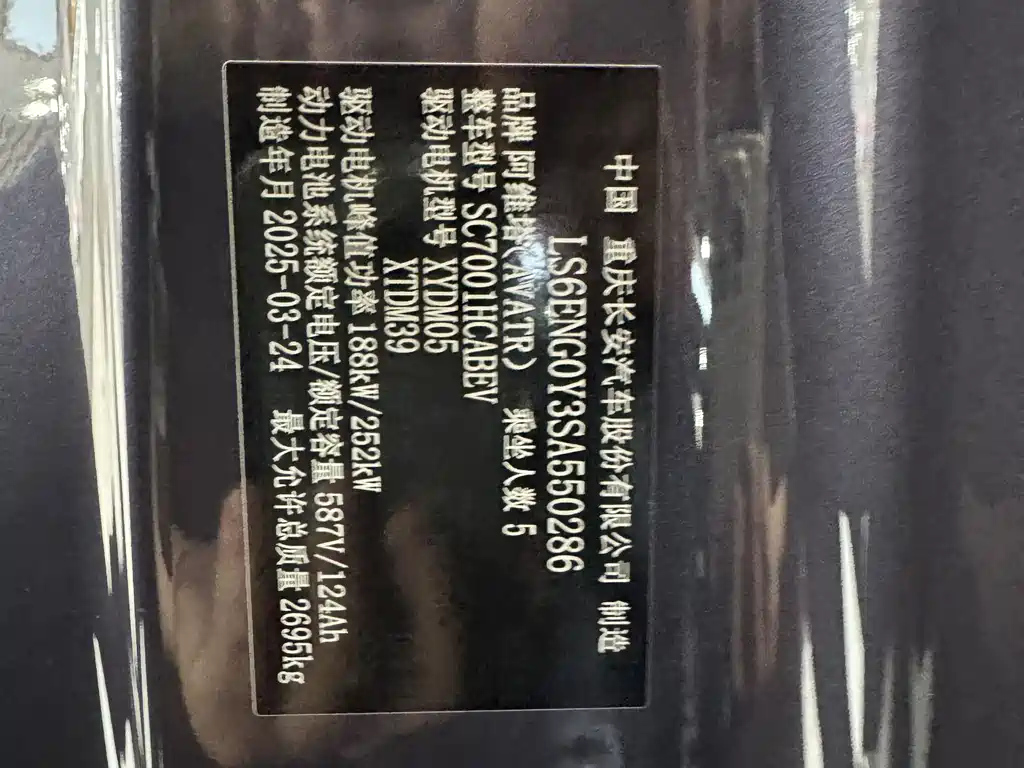 中国 重庆长安汽车股份有限公司 制造
LS6ENG0Y3SA550286
品牌 阿维塔(AVATR) 乘坐人数 5
整车型号 SC7001HCABEV
驱动电机型号 XYDM05
XTDM39
驱动电机峰值功率 188kW/252kW
动力电池系统额定电压/额定容量 587V/124Ah
制造年月 2025-03-24 最大允许总质量 2695kg